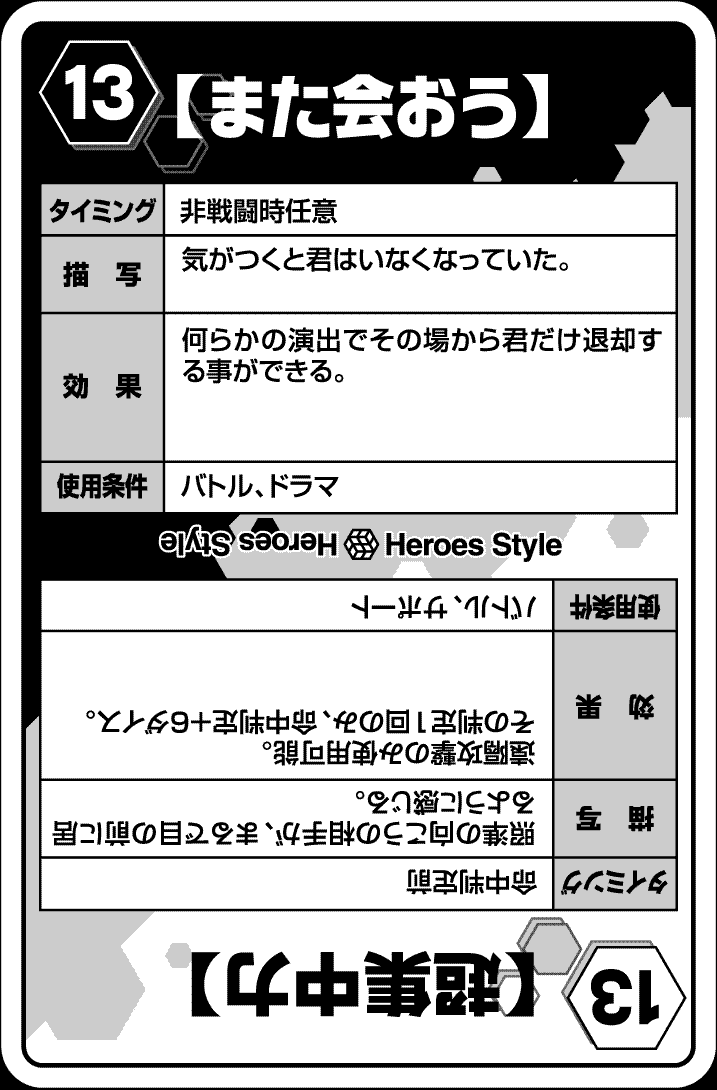 13
【また会おう】
タイミング 非戦闘時任意
描　写 気がつくと君はいなくなっていた。
効　果 何らかの演出でその場から君だけ退却す
る事ができる。
使用条件 バトル、ドラマ
Heroes Style
Heroes Style
13
【超集中力】
タイミング 命中判定前
描　写 照準の向こうの相手が、まるで目の前に居
るように感じる。
効　果 遠隔攻撃のみ使用可能。
その判定1回のみ、命中判定+6ダイス。
使用条件 バトル、サポート